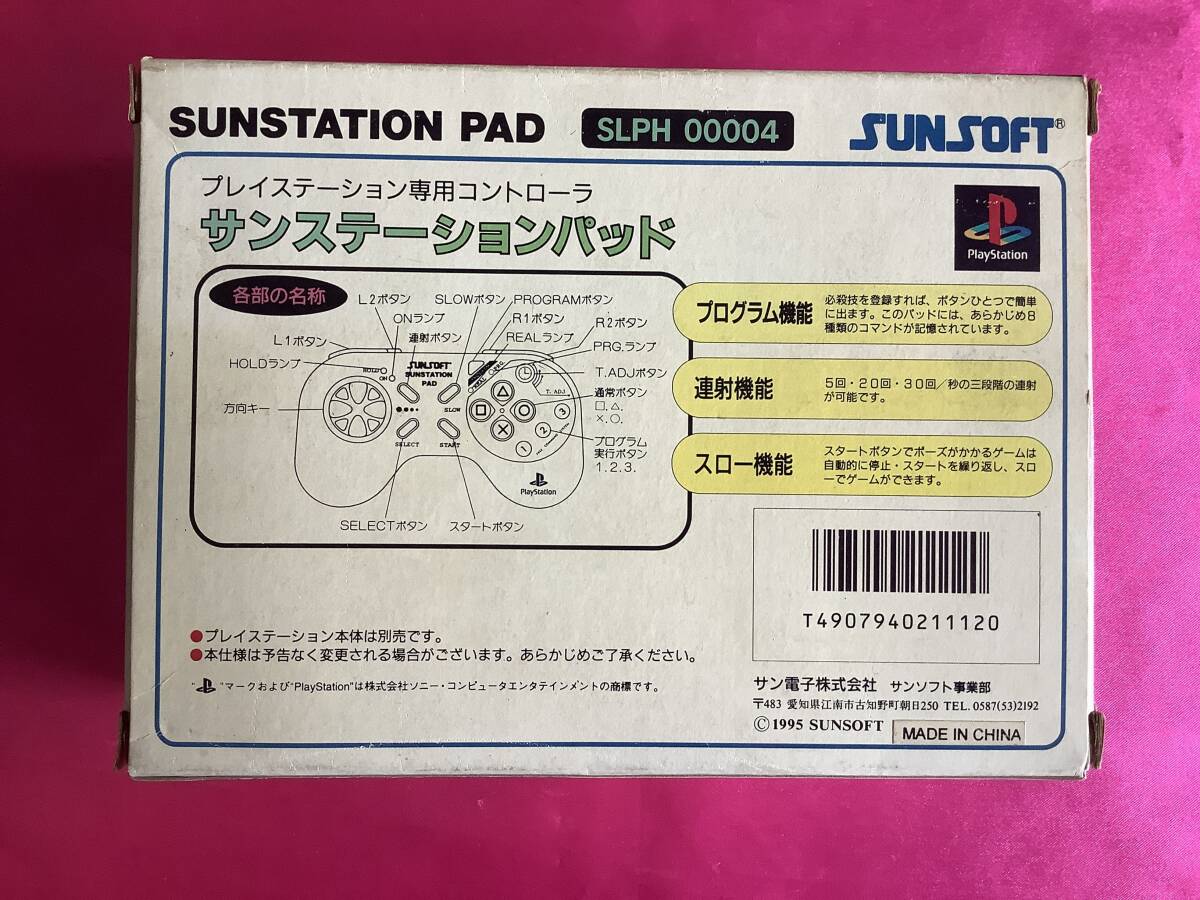 SUNSTATION PAD SLPH 00004 SUNSOFT®
プレイステーション専用コントローラ
サンステーションパッド
PlayStation
各部の名称
L2ボタン
SLOWボタン
PROGRAMボタン
ONランプ
R1ボタン
R2ボタン
L1ボタン
連射ボタン
REALランプ
PRG.ランプ
HOLDランプ
T.ADJボタン
方向キー
通常ボタン
□.△.
×.○.
プログラム
実行ボタン
1.2.3.
SELECTボタン
スタートボタン
HOLD
ON
SUNSOFT
SUNSTATION
PAD
SLOW
SELECT
START
T. ADJ
1
2
3
PlayStation
プログラム機能
必殺技を登録すれば、ボタンひとつで簡単
に出ます。このパッドには、あらかじめ8
種類のコマンドが記憶されています。
連射機能
5回・20回・30回/秒の三段階の連射
が可能です。
スロー機能
スタートボタンでポーズがかかるゲームは
自動的に停止・スタートを繰り返し、スロ
ーでゲームができます。
T4907940211120
●プレイステーション本体は別売です。
●本仕様は予告なく変更される場合がございます。あらかじめご了承ください。
" "マークおよび"PlayStation"は株式会社ソニー・コンピュータエンタテインメントの商標です。
サン電子株式会社 サンソフト事業部
〒483 愛知県江南市古知野町朝日250 TEL. 0587(53)2192
©1995 SUNSOFT MADE IN CHINA